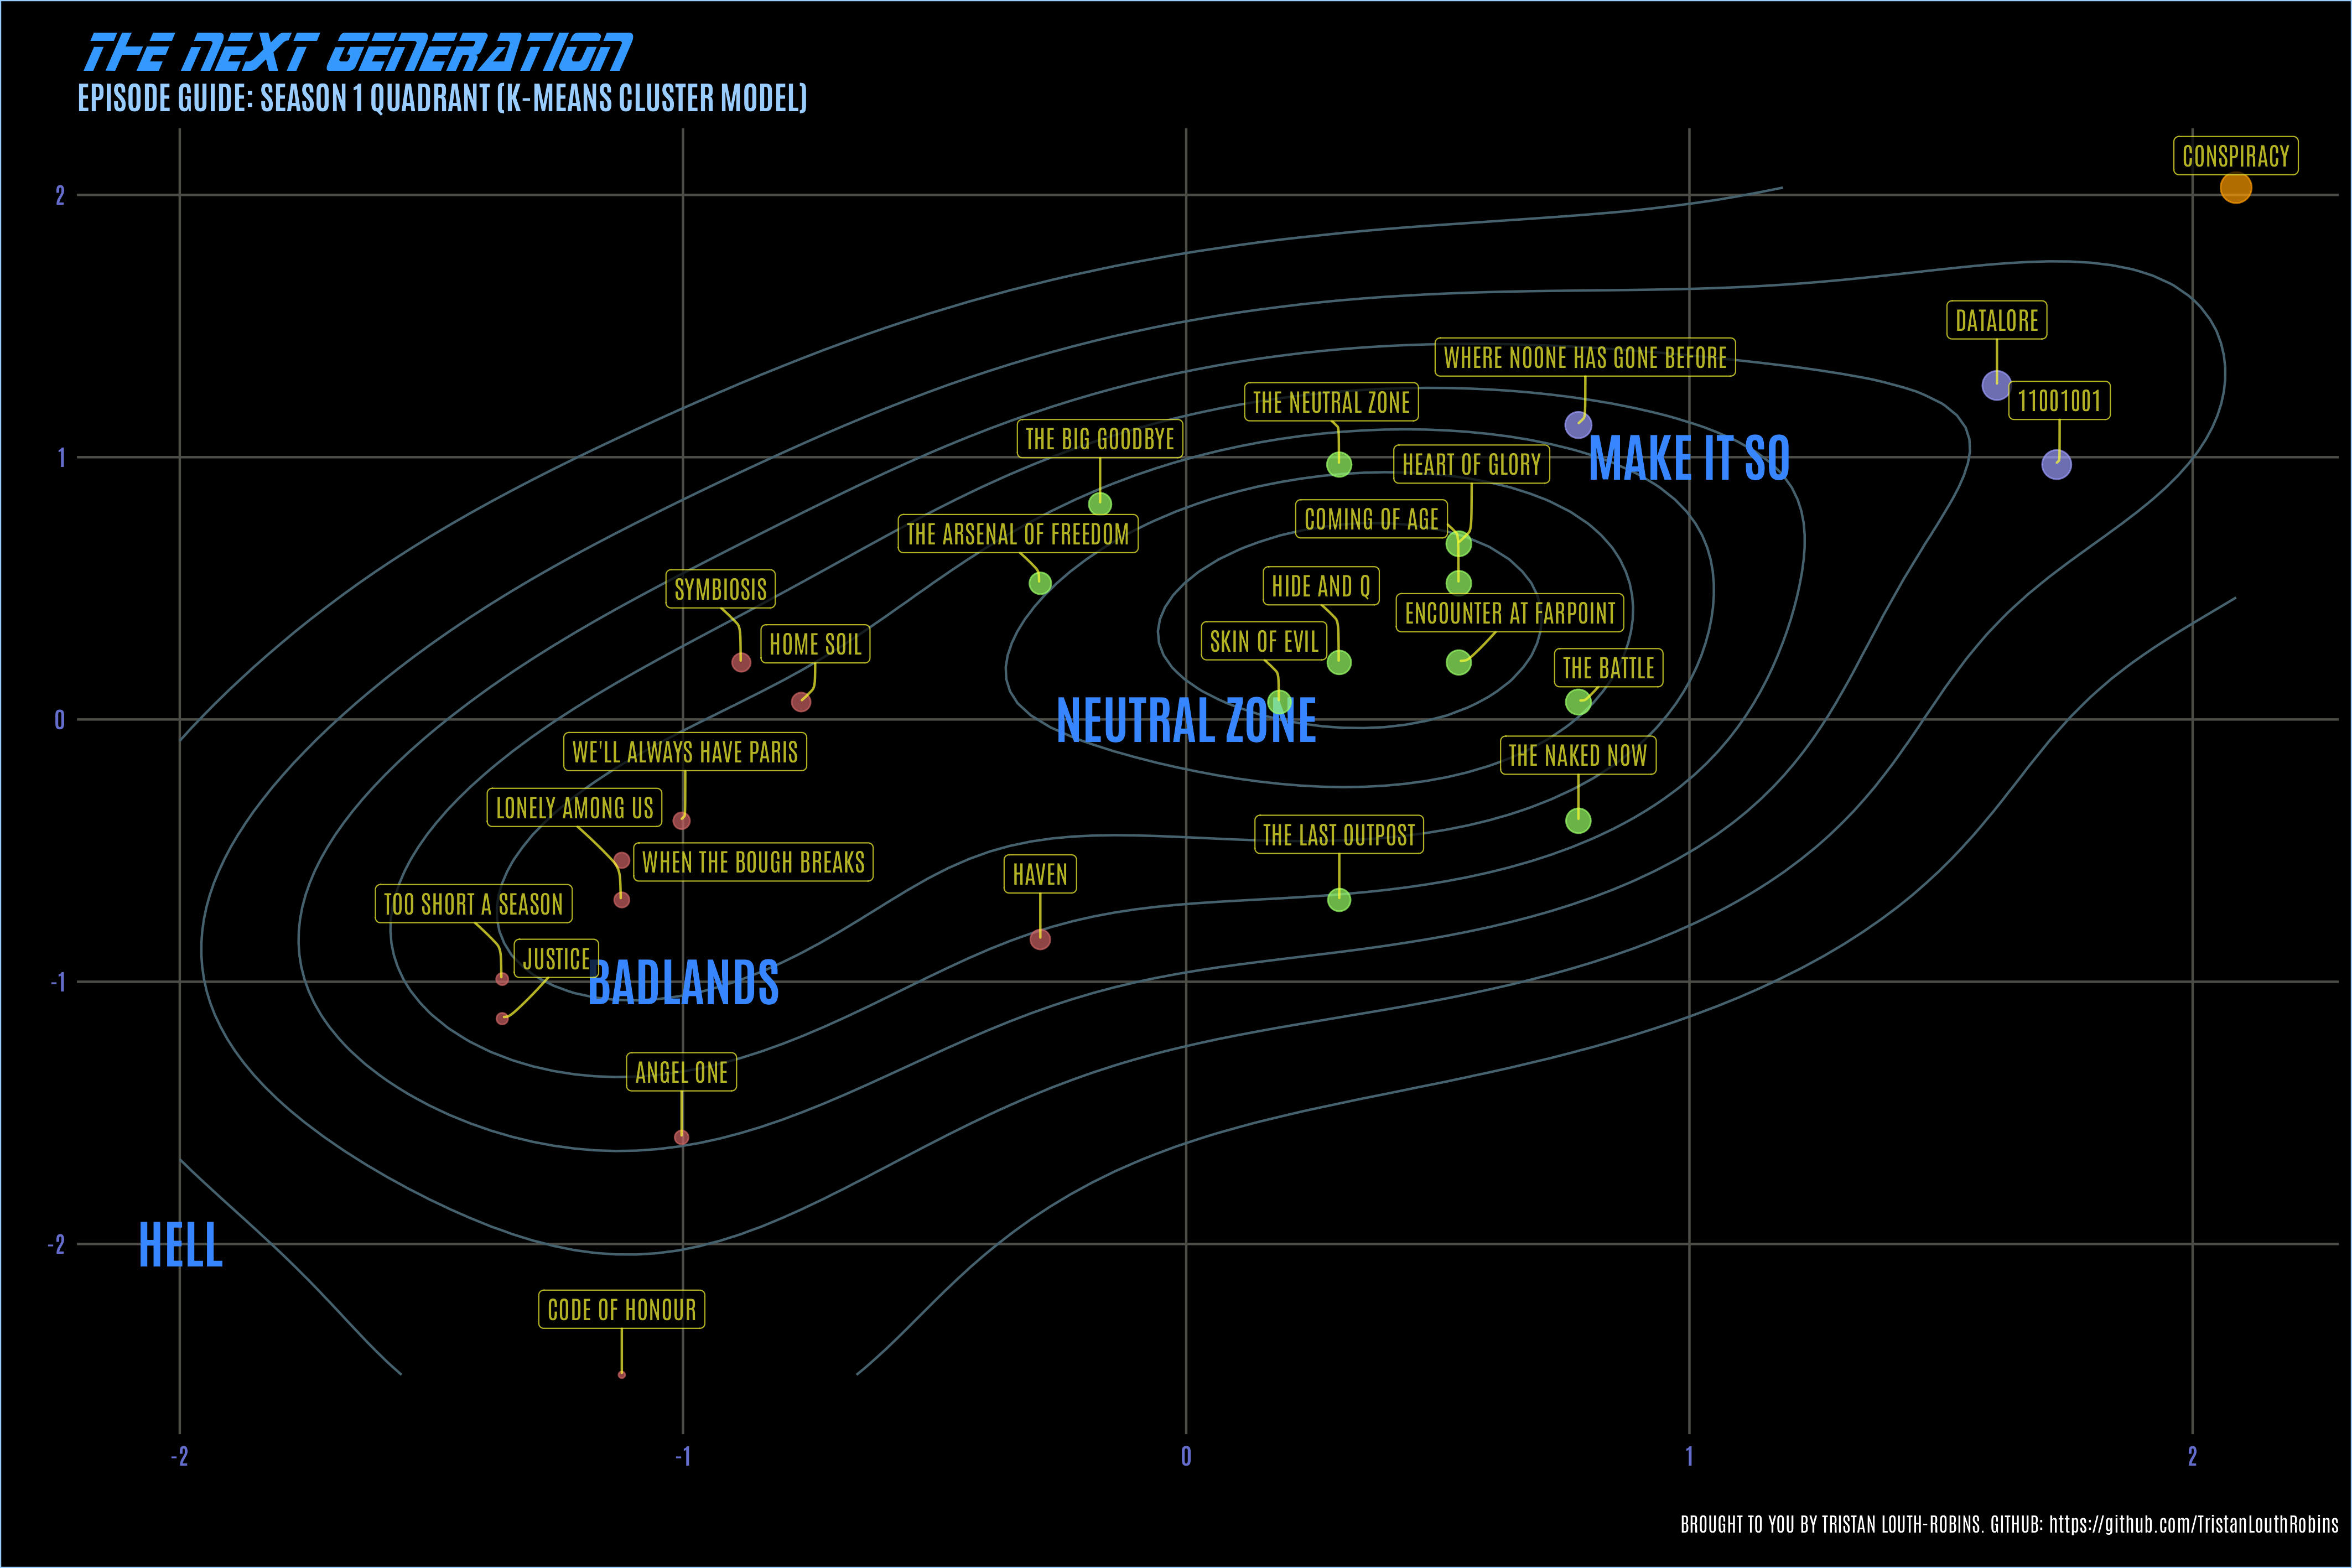 THE NEXT GENERATION
EPISODE GUIDE: SEASON 1 QUADRANT (K-MEANS CLUSTER MODEL)
CONSPIRACY
2
DATALORE
WHERE NOONE HAS GONE BEFORE
THE NEUTRAL ZONE
11001001
THE BIG GOODBYE
1
MAKE IT SO
HEART OF GLORY
COMING OF AGE
THE ARSENAL OF FREEDOM
SYMBIOSIS
HIDE AND Q
ENCOUNTER AT FARPOINT
HOME SOIL
SKIN OF EVIL
THE BATTLE
0
NEUTRAL ZONE
WE'LL ALWAYS HAVE PARIS
THE NAKED NOW
LONELY AMONG US
THE LAST OUTPOST
WHEN THE BOUGH BREAKS
HAVEN
TOO SHORT A SEASON
JUSTICE
-1
BADLANDS
ANGEL ONE
-2
HELL
CODE OF HONOUR
-2 -1 0 1 2
BROUGHT TO YOU BY TRISTAN LOUTH-ROBINS. GITHUB: https://github.com/TristanLouthRobins